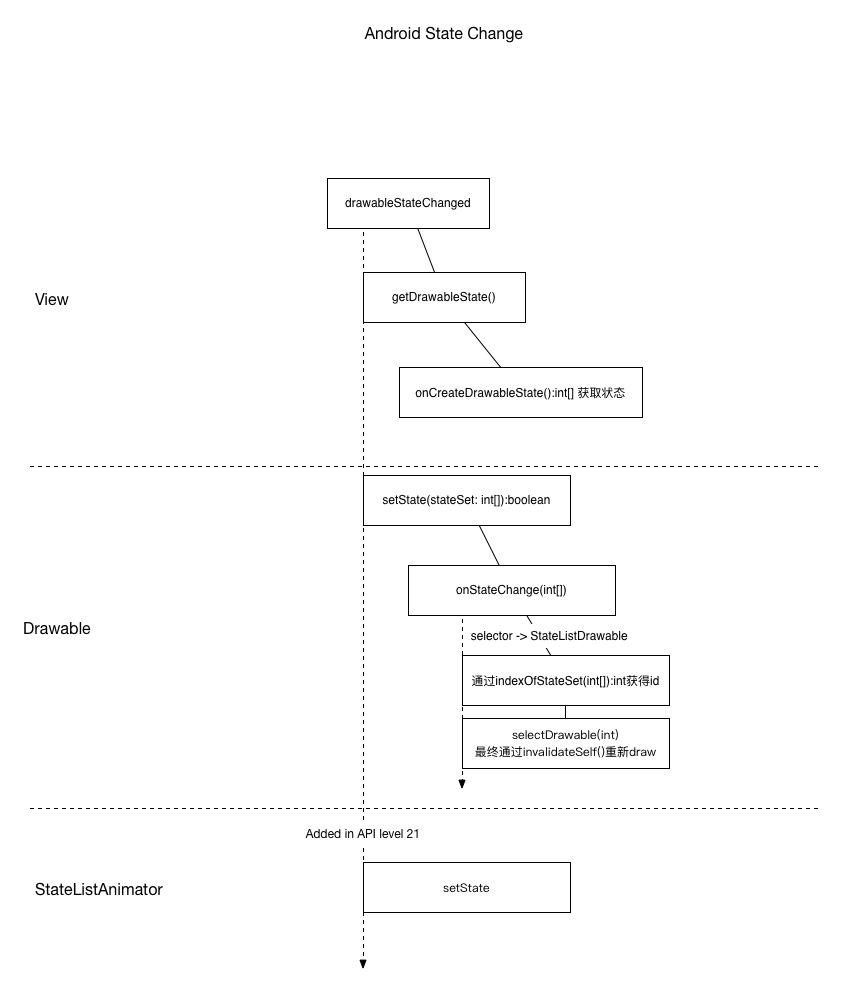 Android State Change
drawableStateChanged
getDrawableState()
View
onCreateDrawableState():int[] 获取状态
setState(stateSet: int[]):boolean
onStateChange(int[])
Drawable
selector -> StateListDrawable
通过indexOfStateSet(int[]):int获得id
selectDrawable(int)
最终通过invalidateSelf()重新draw
Added in API level 21
StateListAnimator
setState